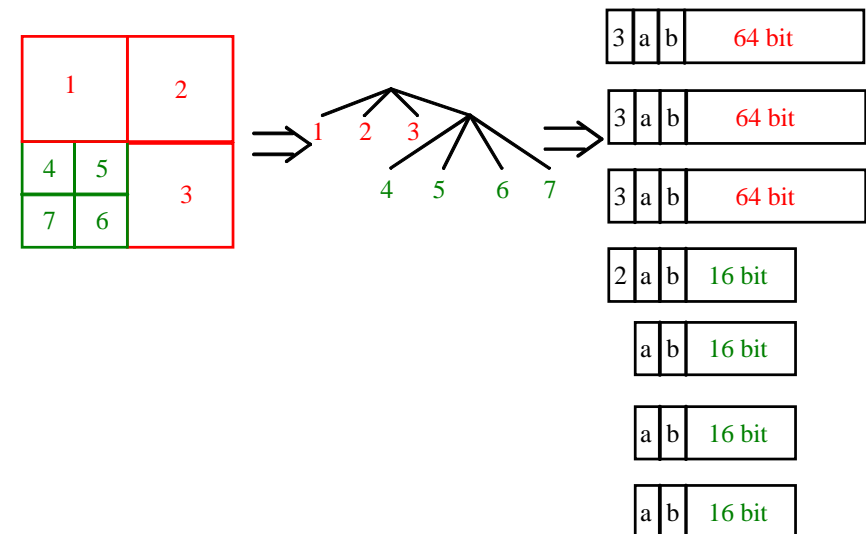 1 2
4 5
3
7 6
1 2 3
4 5 6 7
3 a b 64 bit
3 a b 64 bit
3 a b 64 bit
2 a b 16 bit
a b 16 bit
a b 16 bit
a b 16 bit